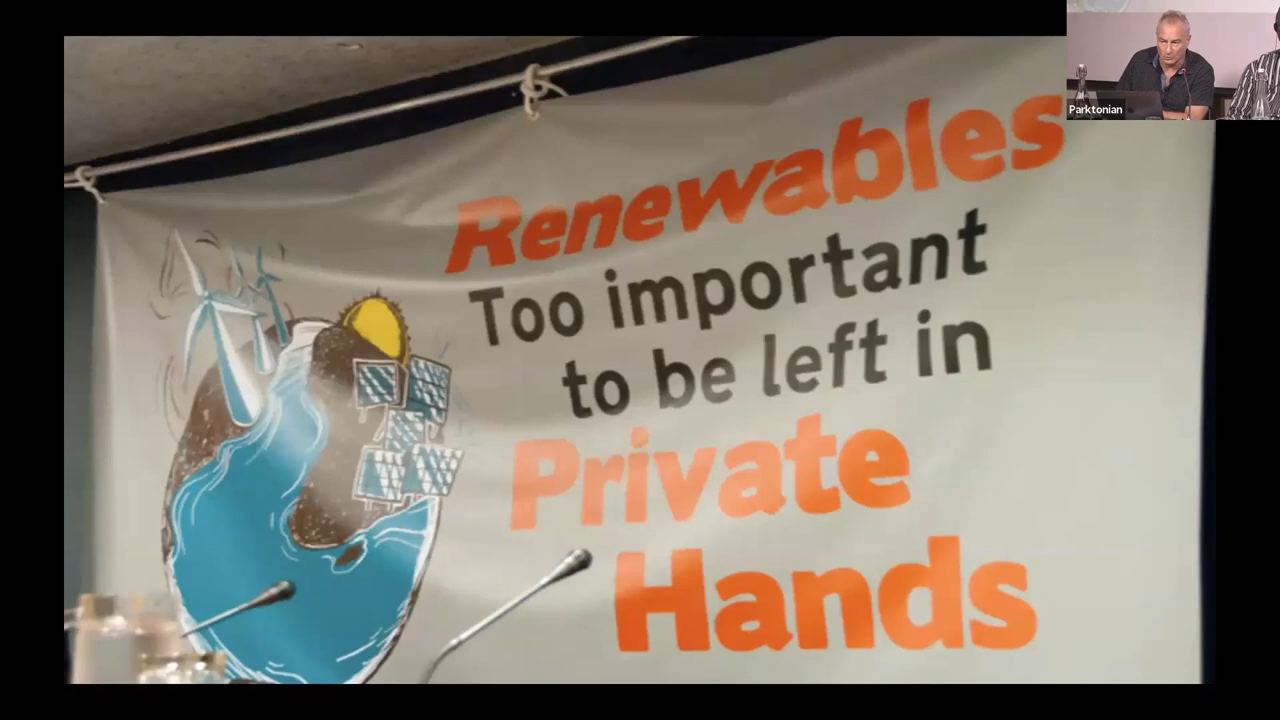 Renewables
Too important
to be left in
Private
Hands
Parktonian